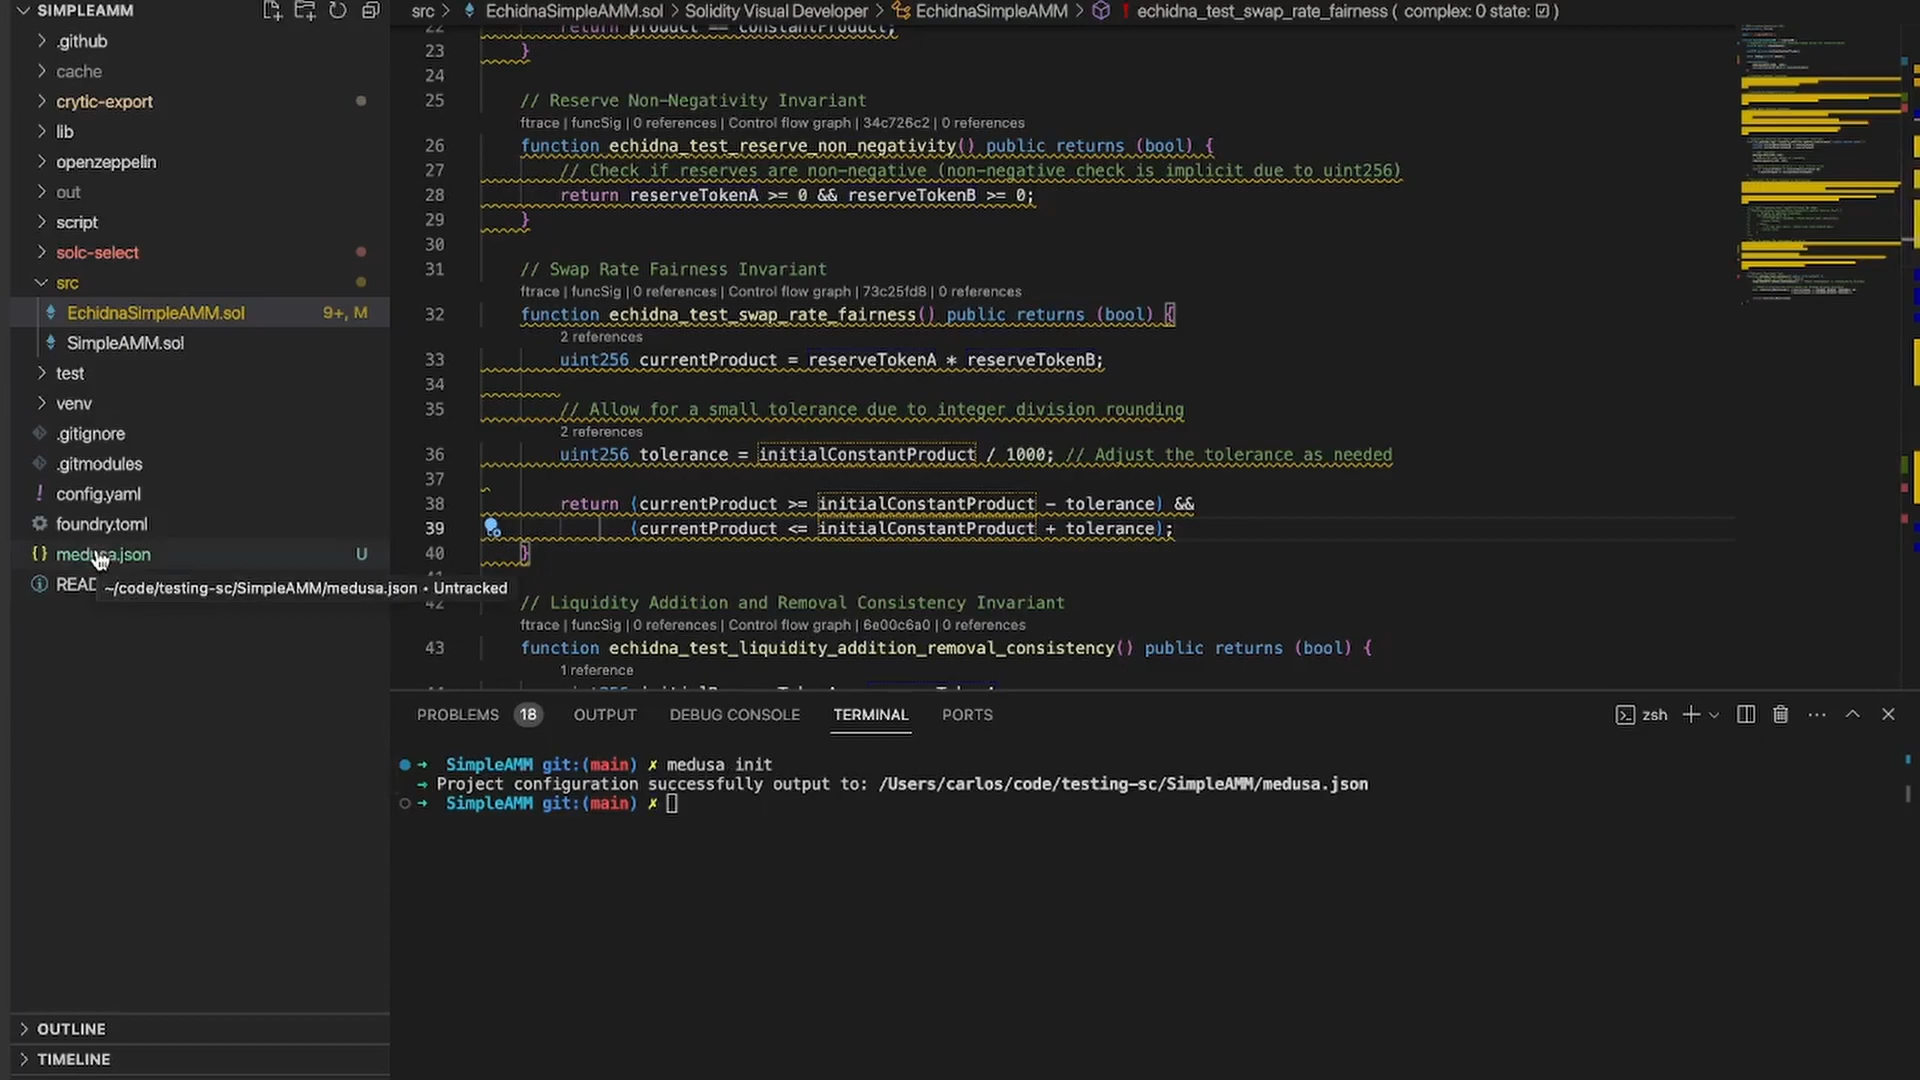 SIMPLEAMM
.github
cache
crytic-export
lib
openzeppelin
out
script
solc-select
src
EchidnaSimpleAMM.sol 9+, M
SimpleAMM.sol
test
venv
.gitignore
.gitmodules
config.yaml
foundry.toml
medusa.json U
READ
~/code/testing-sc/SimpleAMM/medusa.json • Untracked
OUTLINE
TIMELINE
src > EchidnaSimpleAMM.sol > Solidity Visual Developer > EchidnaSimpleAMM > echidna_test_swap_rate_fairness ( complex: 0 state: ☑ )
22 return product == constantProduct;
23 }
24
25 // Reserve Non-Negativity Invariant
ftrace | funcSig | 0 references | Control flow graph | 34c726c2 | 0 references
26 function echidna_test_reserve_non_negativity() public returns (bool) {
27 // Check if reserves are non-negative (non-negative check is implicit due to uint256)
28 return reserveTokenA >= 0 && reserveTokenB >= 0;
29 }
30
31 // Swap Rate Fairness Invariant
ftrace | funcSig | 0 references | Control flow graph | 73c25fd8 | 0 references
32 function echidna_test_swap_rate_fairness() public returns (bool) {
2 references
33 uint256 currentProduct = reserveTokenA * reserveTokenB;
34
35 // Allow for a small tolerance due to integer division rounding
2 references
36 uint256 tolerance = initialConstantProduct / 1000; // Adjust the tolerance as needed
37
38 return (currentProduct >= initialConstantProduct - tolerance) &&
39 (currentProduct <= initialConstantProduct + tolerance);
40 }
42 // Liquidity Addition and Removal Consistency Invariant
ftrace | funcSig | 0 references | Control flow graph | 6e00c6a0 | 0 references
43 function echidna_test_liquidity_addition_removal_consistency() public returns (bool) {
1 reference
PROBLEMS 18 OUTPUT DEBUG CONSOLE TERMINAL PORTS zsh
➜ SimpleAMM git:(main) ✗ medusa init
➜ Project configuration successfully output to: /Users/carlos/code/testing-sc/SimpleAMM/medusa.json
➜ SimpleAMM git:(main) ✗